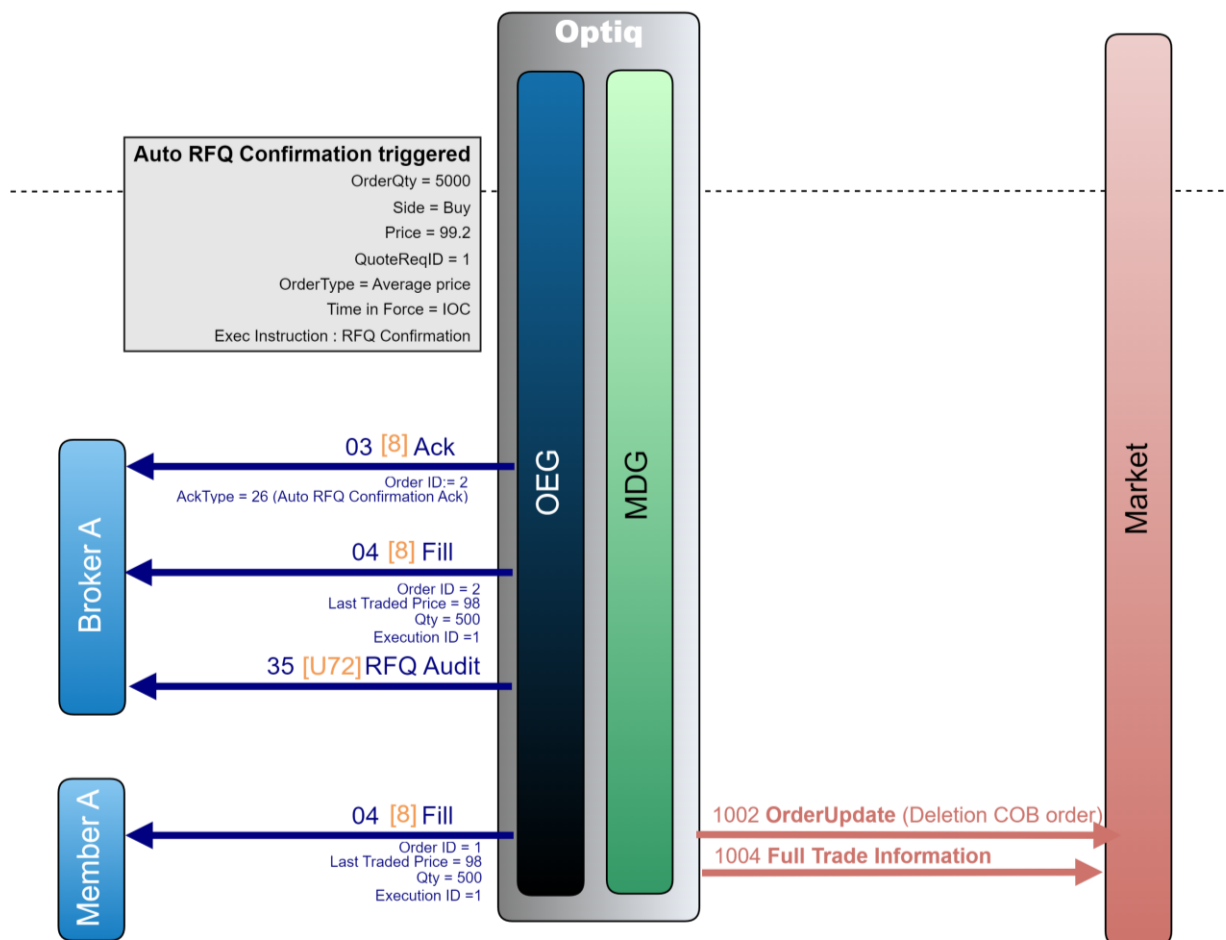 Optiq
Auto RFQ Confirmation triggered
OrderQty = 5000
Side = Buy
Price = 99.2
QuoteReqID = 1
OrderType = Average price
Time in Force = IOC
Exec Instruction : RFQ Confirmation
OEG
MDG
Market
Broker A
03 [8] Ack
Order ID:= 2
AckType = 26 (Auto RFQ Confirmation Ack)
04 [8] Fill
Order ID = 2
Last Traded Price = 98
Qty = 500
Execution ID =1
35 [U72] RFQ Audit
Member A
04 [8] Fill
Order ID = 1
Last Traded Price = 98
Qty = 500
Execution ID =1
1002 OrderUpdate (Deletion COB order)
1004 Full Trade Information